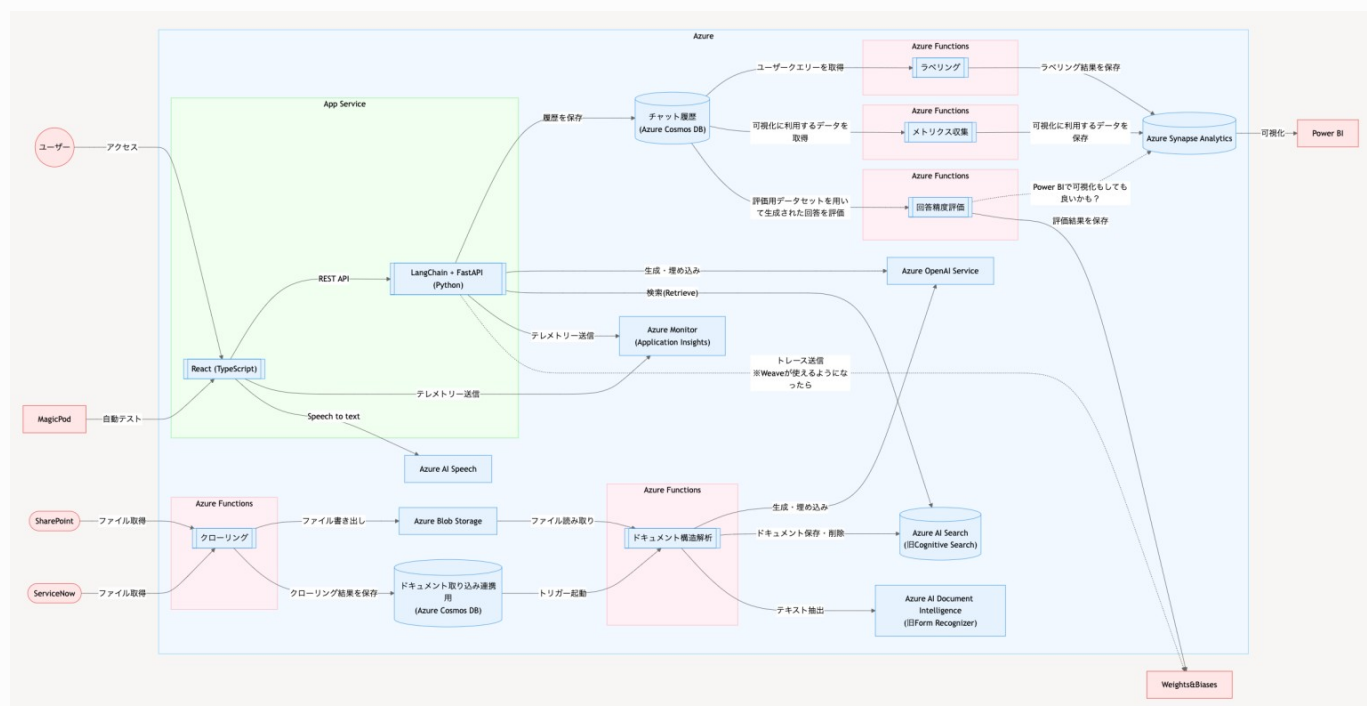 Azure
Azure Functions
ラベリング
ユーザークエリーを取得
ラベリング結果を保存
App Service
チャット履歴
(Azure Cosmos DB)
履歴を保存
Azure Functions
メトリクス収集
可視化に利用するデータを
取得
可視化に利用するデータを
保存
Azure Synapse Analytics
可視化
Power BI
ユーザー
アクセス
Azure Functions
回答精度評価
評価用データセットを用い
て生成された回答を評価
Power BIで可視化もしても
良いかも？
評価結果を保存
REST API
LangChain + FastAPI
(Python)
生成・埋め込み
Azure OpenAI Service
検索(Retrieve)
テレメトリー送信
Azure Monitor
(Application Insights)
トレース送信
※Weaveが使えるようにな
ったら
React (TypeScript)
テレメトリー送信
MagicPod
自動テスト
Speech to text
Azure AI Speech
SharePoint
ファイル取得
Azure Functions
クローリング
ファイル書き出し
Azure Blob Storage
ファイル読み取り
Azure Functions
ドキュメント構造解析
生成・埋め込み
ドキュメント保存・削除
Azure AI Search
(旧Cognitive Search)
ServiceNow
ファイル取得
クローリング結果を保存
ドキュメント取り込み連携
用
(Azure Cosmos DB)
トリガー起動
テキスト抽出
Azure AI Document
Intelligence
(旧Form Recognizer)
Weights&Biases